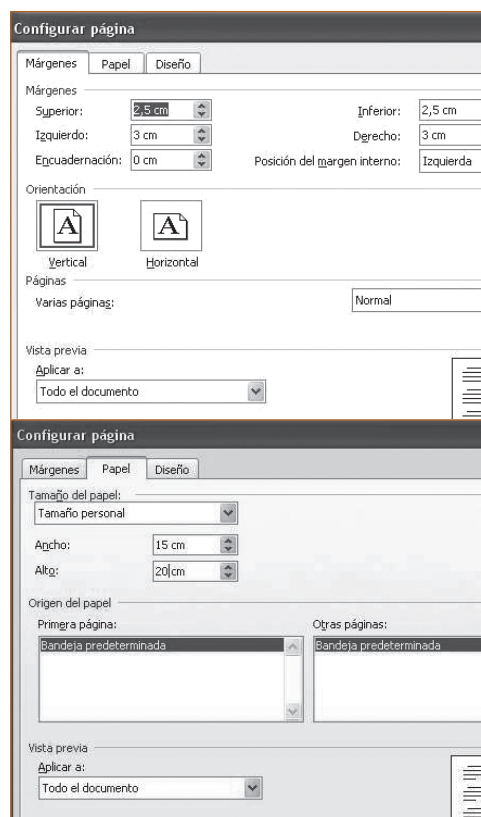 Configurar página
Márgenes Papel Diseño
Márgenes
Superior: 2,5 cm Inferior: 2,5 cm
Izquierdo: 3 cm Derecho: 3 cm
Encuadernación: 0 cm Posición del margen interno: Izquierda
Orientación
A A
Vertical Horizontal
Páginas
Varias páginas: Normal
Vista previa
Aplicar a:
Todo el documento
Configurar página
Márgenes Papel Diseño
Tamaño del papel:
Tamaño personal
Ancho: 15 cm
Alto: 20 cm
Origen del papel
Primera página: Otras páginas:
Bandeja predeterminada Bandeja predeterminada
Vista previa
Aplicar a:
Todo el documento